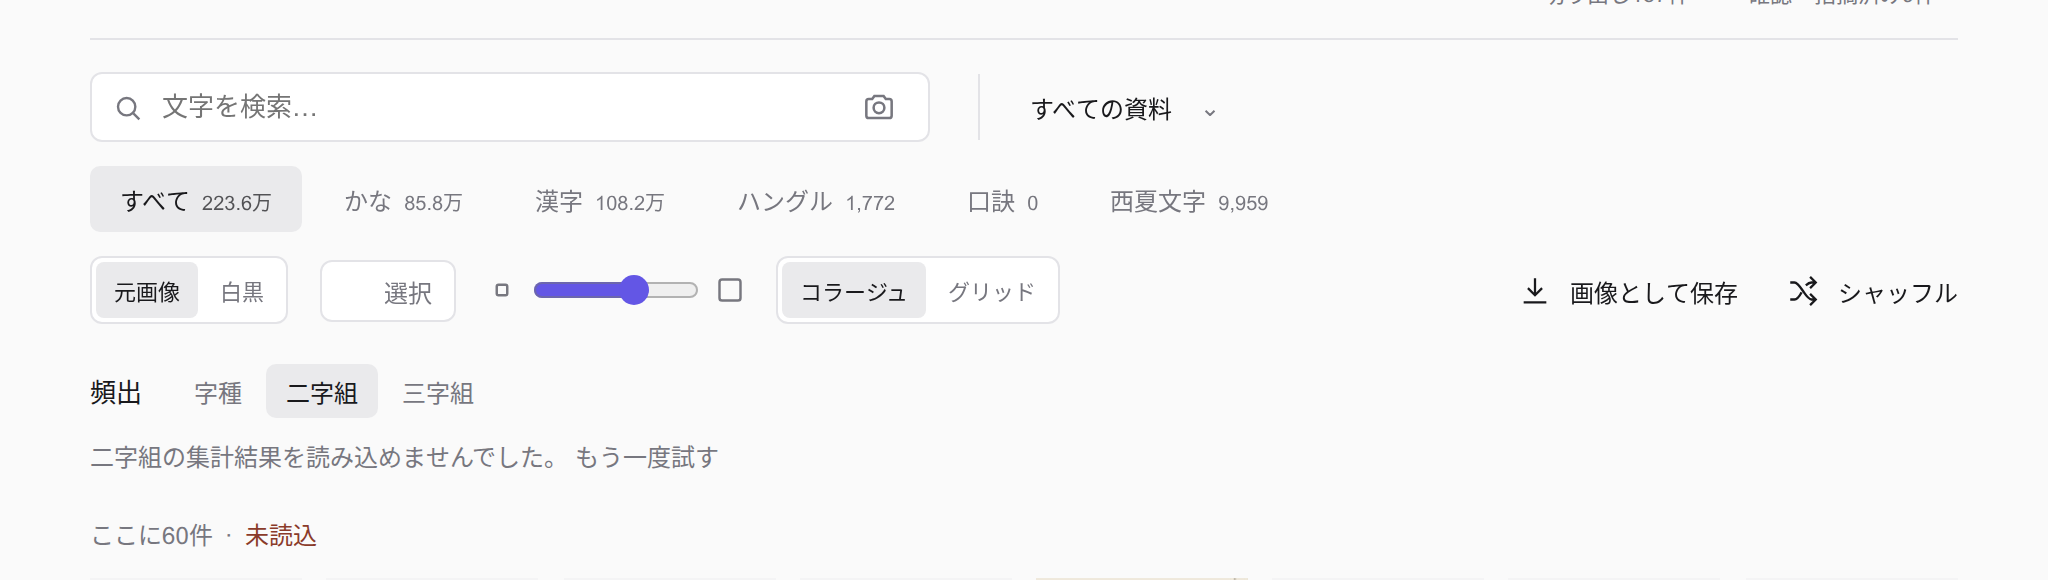 文字を検索…
すべての資料
すべて 223.6万 かな 85.8万 漢字 108.2万 ハングル 1,772 口訣 0 西夏文字 9,959
元画像 白黒 選択 コラージュ グリッド 画像として保存 シャッフル
頻出 字種 二字組 三字組
二字組の集計結果を読み込めませんでした。 もう一度試す
ここに60件 · 未読込